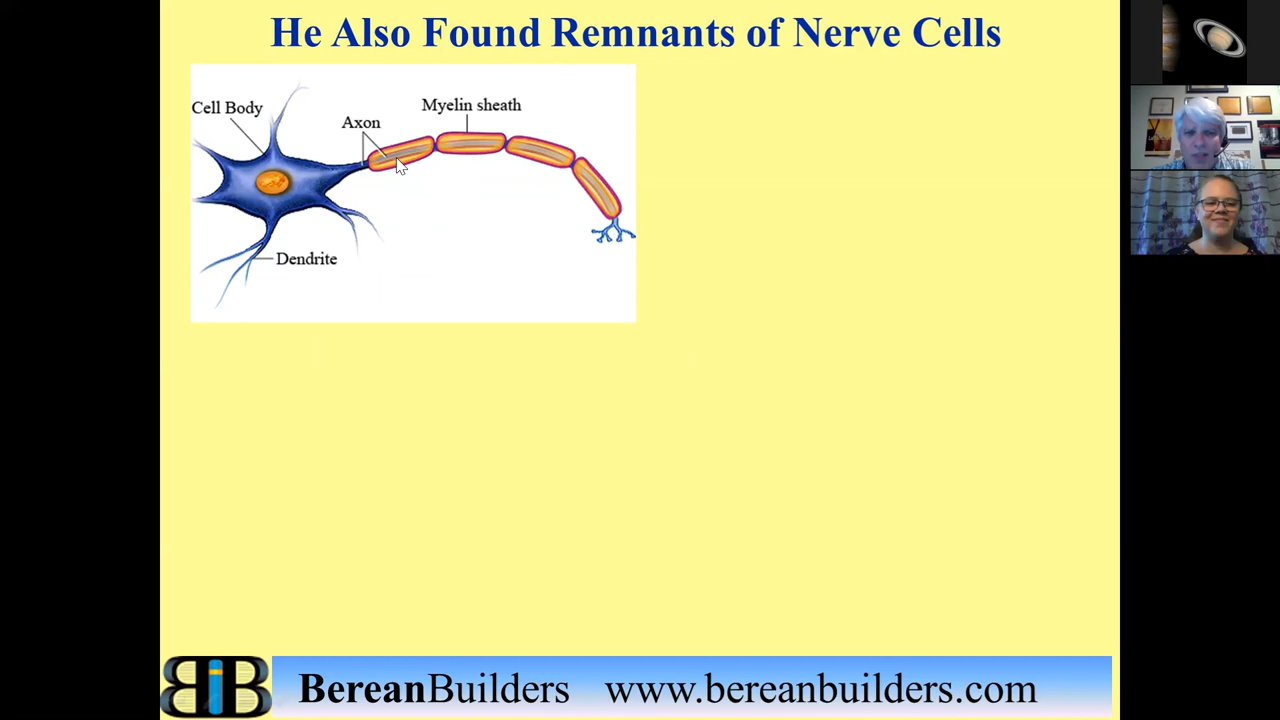 He Also Found Remnants of Nerve Cells
Cell Body
Myelin sheath
Axon
Dendrite
BereanBuilders www.bereanbuilders.com